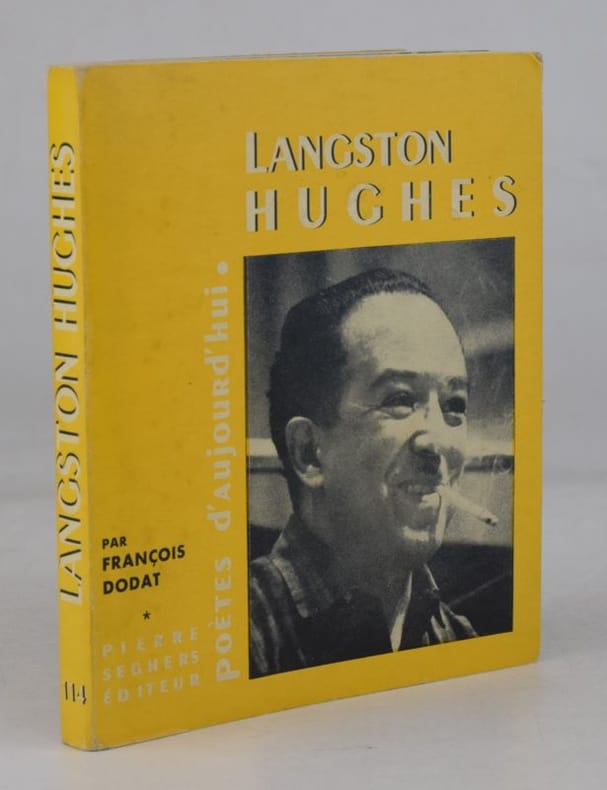 LANGSTON HUGHES
114
LANGSTON
HUGHES
POÈTES d'AUJOURd'hui.
PAR
FRANÇOIS
DODAT
*
PIERRE
SEGHERS
ÉDITEUR